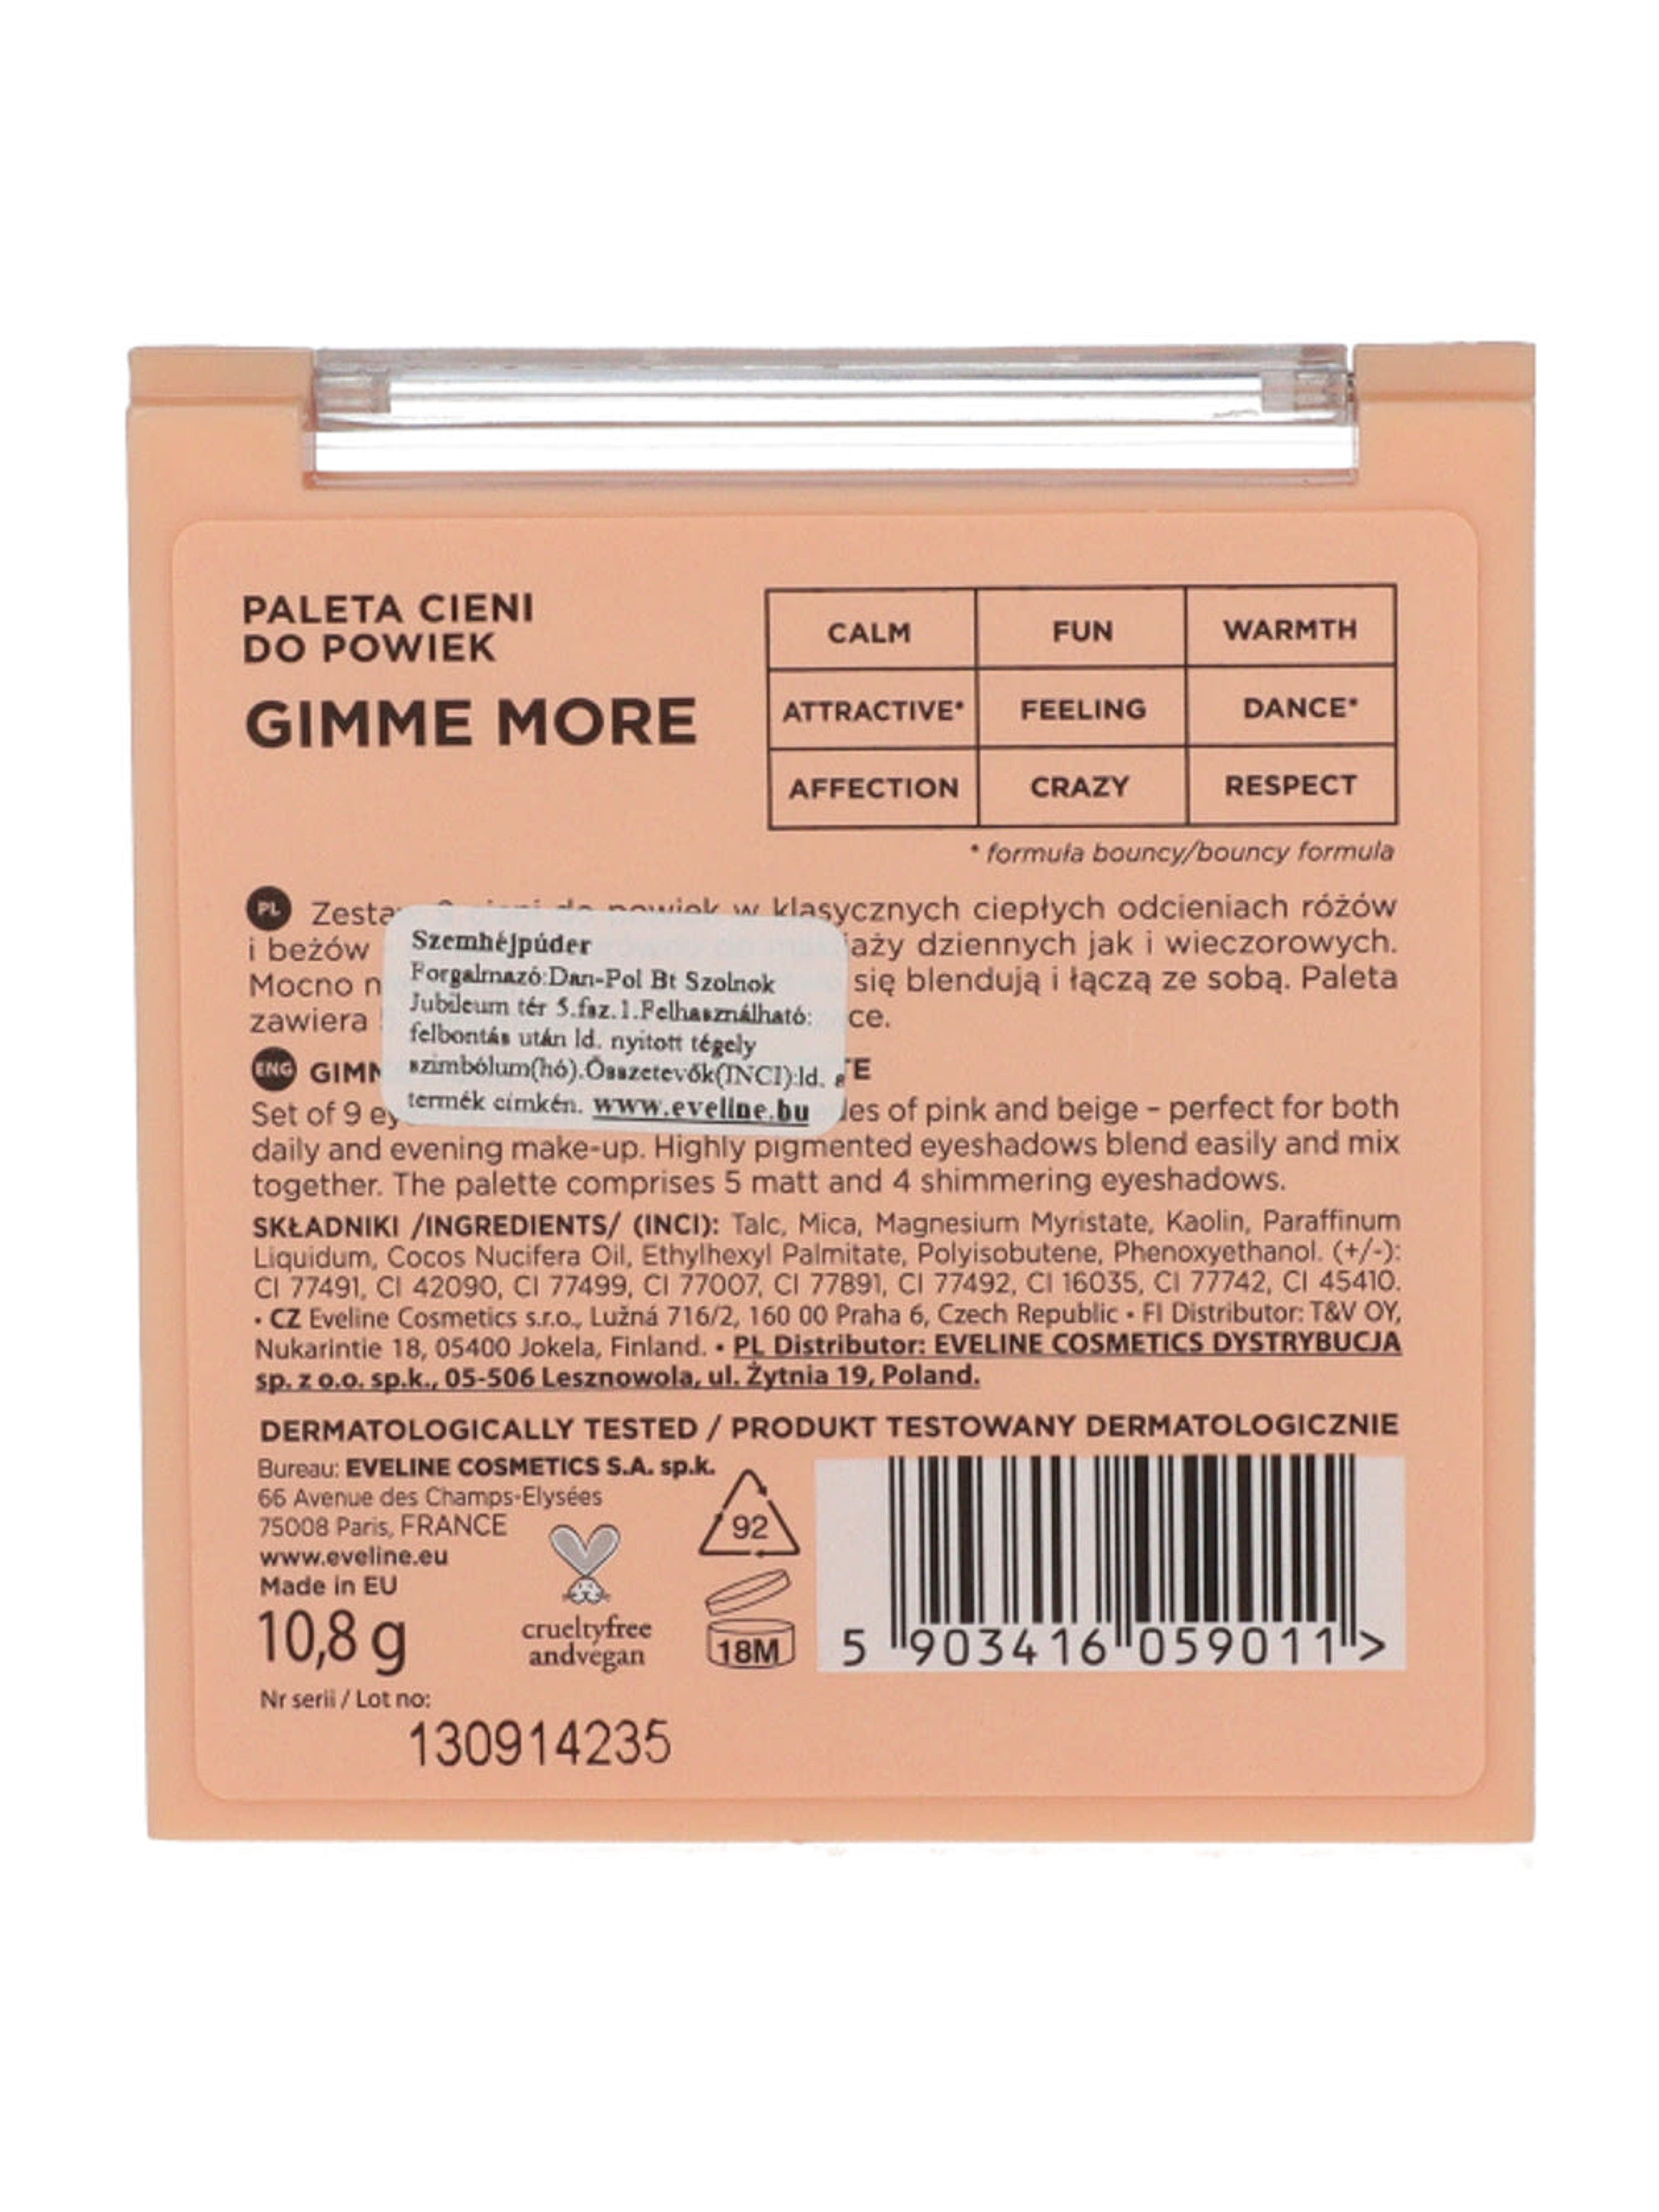 PALETA CIENI
DO POWIEK
GIMME MORE
CALM FUN WARMTH
ATTRACTIVE* FEELING DANCE*
AFFECTION CRAZY RESPECT
* formuła bouncy/bouncy formula
PL do powiek w klasycznych ciepłych odcieniach różów
i beżów dziennych jak i wieczorowych.
Mocno się blendują i łączą ze sobą. Paleta
zawiera
Szemhéjpúder
Forgalmazó:Dan-Pol Bt Szolnok
Jubileum tér 5.fsz.1.Felhasználható:
felbontás után ld. nyitott tégely
szimbólum(hó).Összetevők(INCI):ld. a
termék címkén. www.eveline.hu
ENG
Set of 9 of pink and beige – perfect for both
daily and evening make-up. Highly pigmented eyeshadows blend easily and mix
together. The palette comprises 5 matt and 4 shimmering eyeshadows.
SKŁADNIKI /INGREDIENTS/ (INCI): Talc, Mica, Magnesium Myristate, Kaolin, Paraffinum
Liquidum, Cocos Nucifera Oil, Ethylhexyl Palmitate, Polyisobutene, Phenoxyethanol. (+/-):
CI 77491, CI 42090, CI 77499, CI 77007, CI 77891, CI 77492, CI 16035, CI 77742, CI 45410.
• CZ Eveline Cosmetics s.r.o., Lužná 716/2, 160 00 Praha 6, Czech Republic • FI Distributor: T&V OY,
Nukarintie 18, 05400 Jokela, Finland. • PL Distributor: EVELINE COSMETICS DYSTRYBUCJA
sp. z o.o. sp.k., 05-506 Lesznowola, ul. Żytnia 19, Poland.
DERMATOLOGICALLY TESTED / PRODUKT TESTOWANY DERMATOLOGICZNIE
Bureau: EVELINE COSMETICS S.A. sp.k.
66 Avenue des Champs-Elysées
75008 Paris, FRANCE
www.eveline.eu
Made in EU
10,8 g
crueltyfree
andvegan
92
18M
5 903416 059011 >
Nr serii / Lot no:
130914235